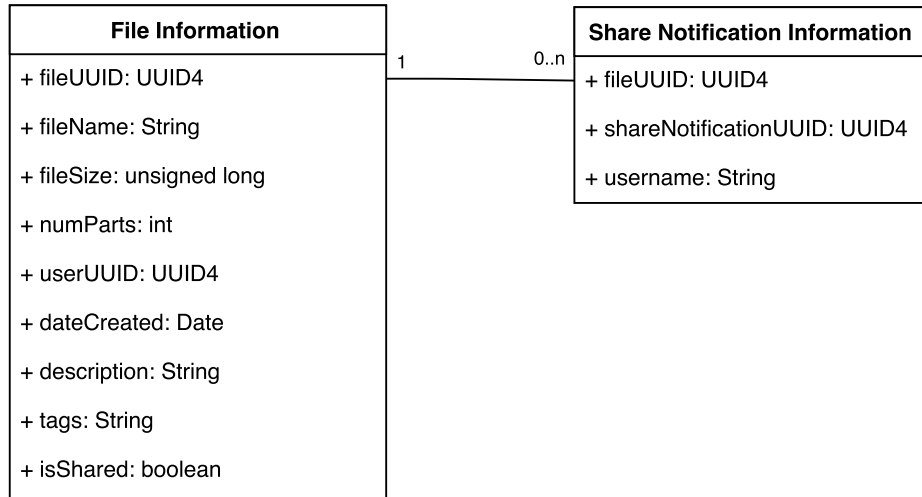 File Information
+ fileUUID: UUID4
+ fileName: String
+ fileSize: unsigned long
+ numParts: int
+ userUUID: UUID4
+ dateCreated: Date
+ description: String
+ tags: String
+ isShared: boolean
1
0..n
Share Notification Information
+ fileUUID: UUID4
+ shareNotificationUUID: UUID4
+ username: String